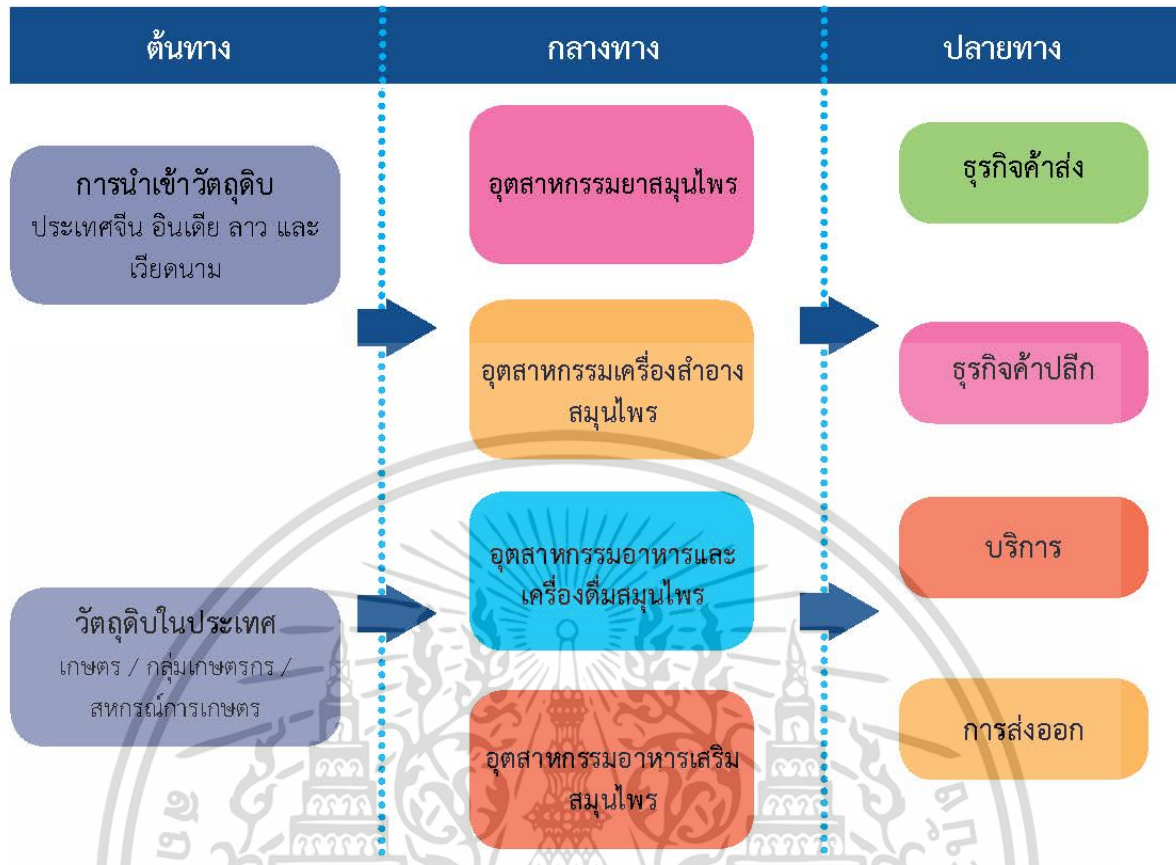 ต้นทาง
กลางทาง
ปลายทาง
การนำเข้าวัตถุดิบ
ประเทศจีน อินเดีย ลาว และ
เวียดนาม
วัตถุดิบในประเทศ
เกษตร / กลุ่มเกษตรกร /
สหกรณ์การเกษตร
อุตสาหกรรมยาสมุนไพร
อุตสาหกรรมเครื่องสำอาง
สมุนไพร
อุตสาหกรรมอาหารและ
เครื่องดื่มสมุนไพร
อุตสาหกรรมอาหารเสริม
สมุนไพร
ธุรกิจค้าส่ง
ธุรกิจค้าปลีก
บริการ
การส่งออก